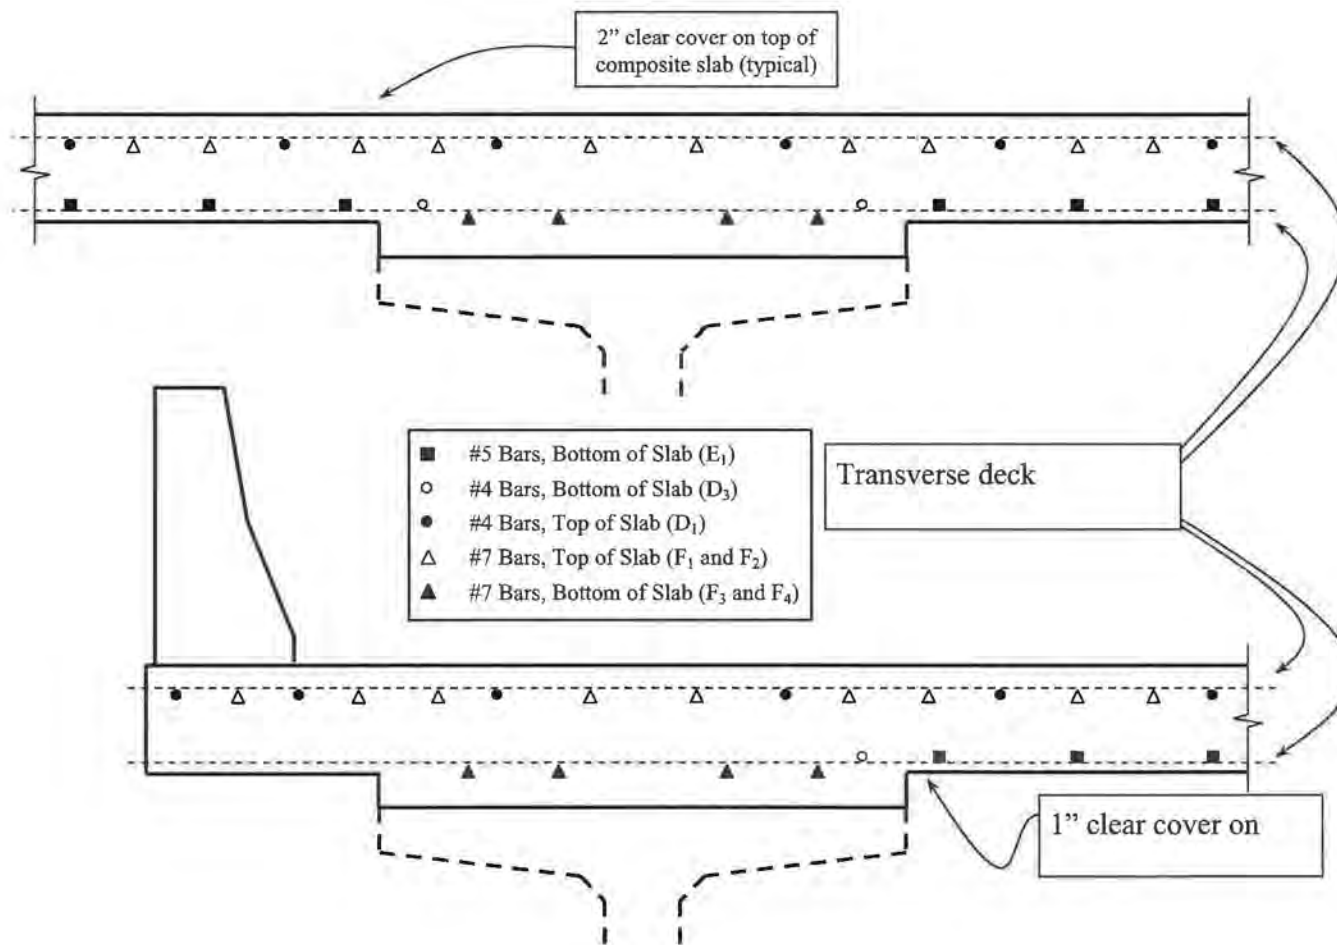 2” clear cover on top of
composite slab (typical)
#5 Bars, Bottom of Slab (E₁)
#4 Bars, Bottom of Slab (D₃)
#4 Bars, Top of Slab (D₁)
#7 Bars, Top of Slab (F₁ and F₂)
#7 Bars, Bottom of Slab (F₃ and F₄)
Transverse deck
1” clear cover on